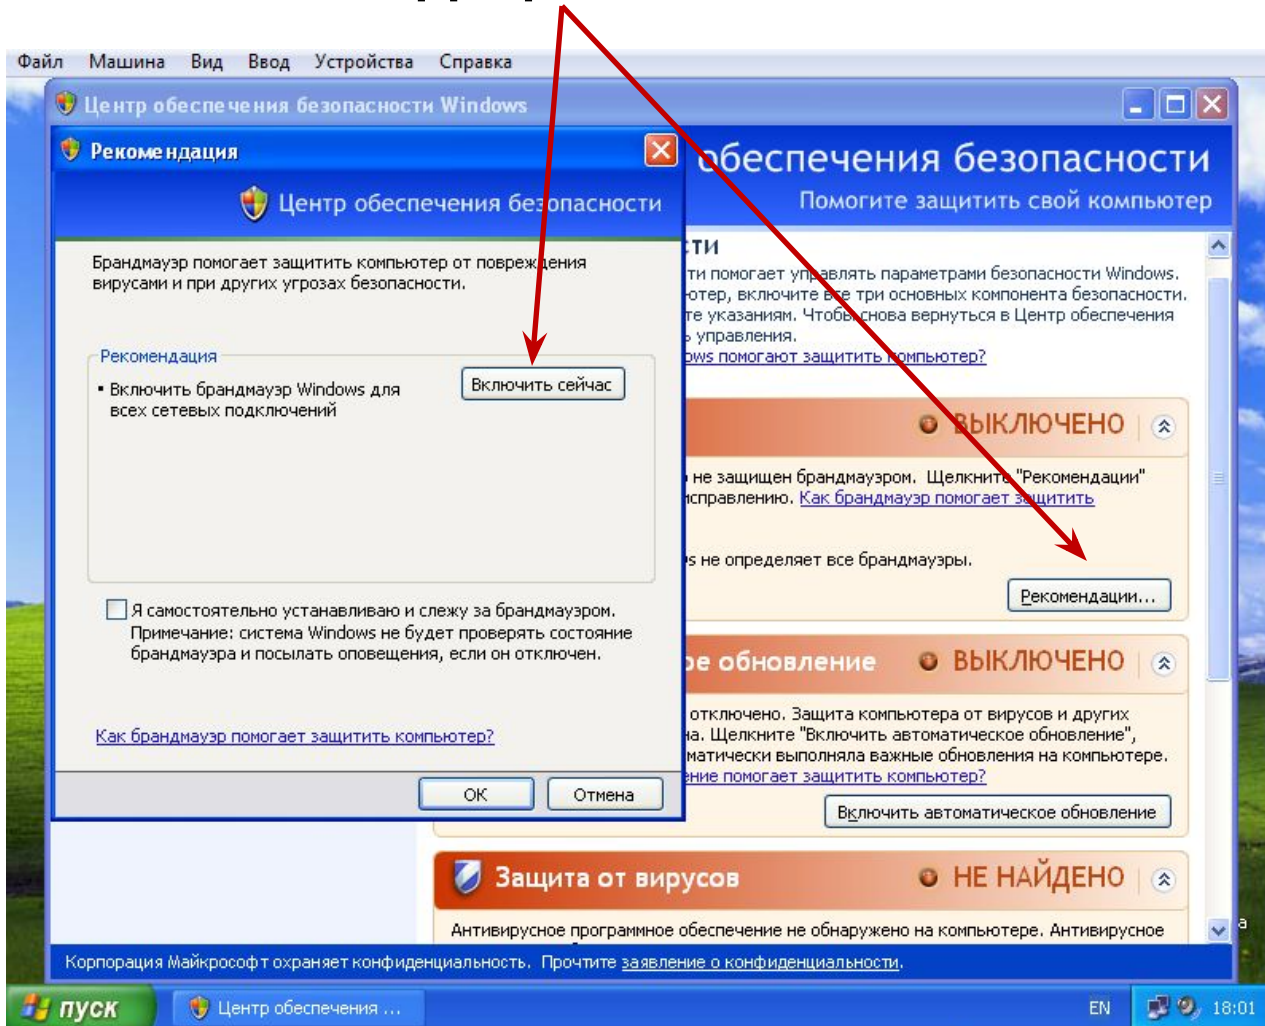 Файл Машина Вид Ввод Устройства Справка
Центр обеспечения безопасности Windows
Рекомендация
Центр обеспечения безопасности
Брандмауэр помогает защитить компьютер от повреждения
вирусами и при других угрозах безопасности.
Рекомендация
• Включить брандмауэр Windows для
всех сетевых подключений
Включить сейчас
Я самостоятельно устанавливаю и слежу за брандмауэром.
Примечание: система Windows не будет проверять состояние
брандмауэра и посылать оповещения, если он отключен.
Как брандмауэр помогает защитить компьютер?
ОК Отмена
обеспечения безопасности
Помогите защитить свой компьютер
ти помогает управлять параметрами безопасности Windows.
ютер, включите все три основных компонента безопасности.
те указаниям. Чтобы снова вернуться в Центр обеспечения
управления.
ows помогают защитить компьютер?
ВЫКЛЮЧЕНО
не защищен брандмауэром. Щелкните "Рекомендации"
исправлению. Как брандмауэр помогает защитить
s не определяет все брандмауэры.
Рекомендации...
ое обновление ВЫКЛЮЧЕНО
отключено. Защита компьютера от вирусов и других
на. Щелкните "Включить автоматическое обновление",
матически выполняла важные обновления на компьютере.
ение помогает защитить компьютер?
Включить автоматическое обновление
Защита от вирусов НЕ НАЙДЕНО
Антивирусное программное обеспечение не обнаружено на компьютере. Антивирусное
Корпорация Майкрософт охраняет конфиденциальность. Прочтите заявление о конфиденциальности.
пуск Центр обеспечения ... EN 18:01